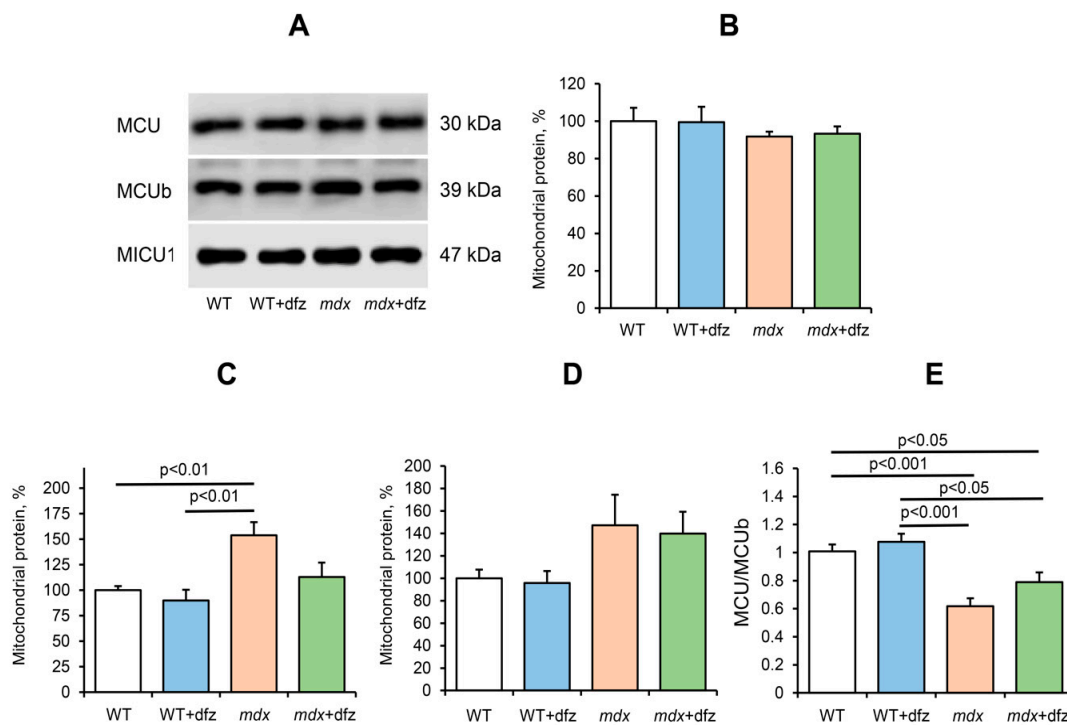 A
MCU
30 kDa
MCUb
39 kDa
MICU1
47 kDa
WT WT+dfz mdx mdx+dfz
B
Mitochondrial protein, %
120
100
80
60
40
20
0
WT WT+dfz mdx mdx+dfz
C
Mitochondrial protein, %
p<0.01
p<0.01
200
175
150
125
100
75
50
25
0
WT WT+dfz mdx mdx+dfz
D
Mitochondrial protein, %
200
180
160
140
120
100
80
60
40
20
0
WT WT+dfz mdx mdx+dfz
E
MCU/MCUb
p<0.05
p<0.001
p<0.05
p<0.001
1.6
1.4
1.2
1
0.8
0.6
0.4
0.2
0
WT WT+dfz mdx mdx+dfz